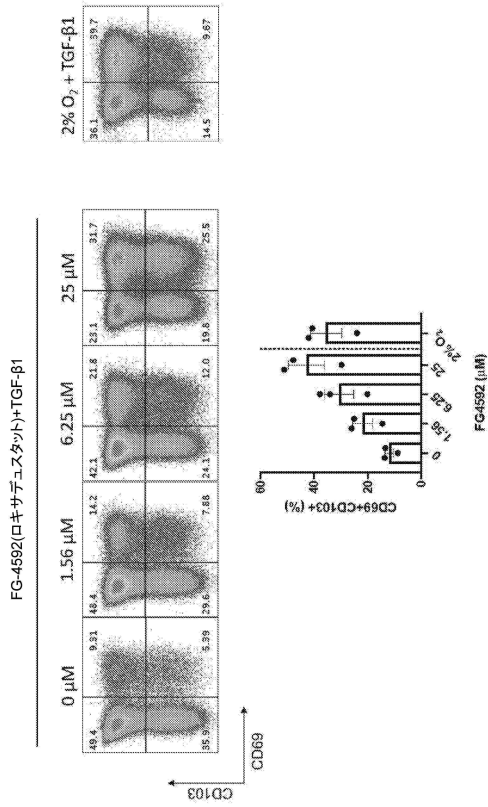 FG-4592(ロキサデュスタット)+TGF-β1
0 μM
1.56 μM
6.25 μM
25 μM
2% O2 + TGF-β1
49.4 9.31
35.9 5.39
48.4 14.2
29.6 7.88
42.1 21.8
24.1 12.0
23.1 31.7
19.8 25.5
36.1 39.7
14.5 9.67
CD103
CD69
CD69+CD103+ (%)
60
40
20
0
0
1.56
6.25
25
2% O2
FG4592 (μM)